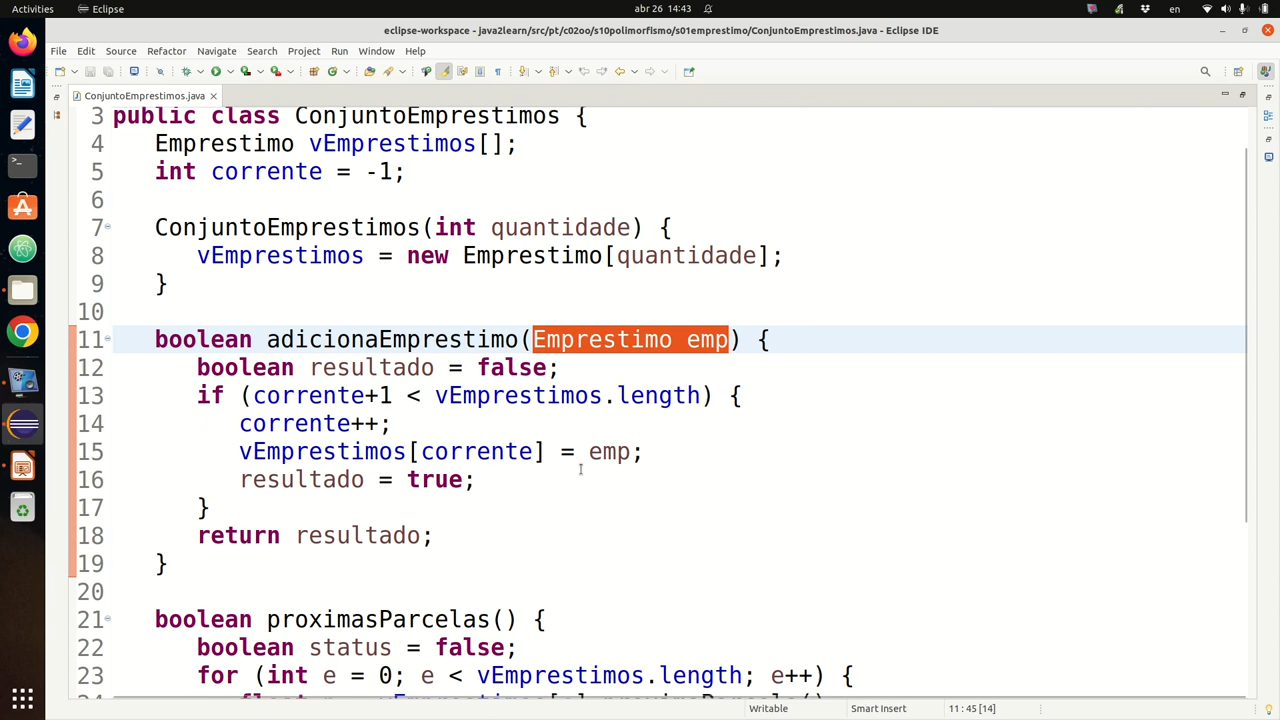 Activities Eclipse abr 26 14:43 en
eclipse-workspace - java2learn/src/pt/c02oo/s10polimorfismo/s01emprestimo/ConjuntoEmprestimos.java - Eclipse IDE
File Edit Source Refactor Navigate Search Project Run Window Help
ConjuntoEmprestimos.java
3 public class ConjuntoEmprestimos {
4 Emprestimo vEmprestimos[];
5 int corrente = -1;
6
7 ConjuntoEmprestimos(int quantidade) {
8 vEmprestimos = new Emprestimo[quantidade];
9 }
10
11 boolean adicionaEmprestimo(Emprestimo emp) {
12 boolean resultado = false;
13 if (corrente+1 < vEmprestimos.length) {
14 corrente++;
15 vEmprestimos[corrente] = emp;
16 resultado = true;
17 }
18 return resultado;
19 }
20
21 boolean proximasParcelas() {
22 boolean status = false;
23 for (int e = 0; e < vEmprestimos.length; e++) {
Writable Smart Insert 11 : 45 [14]